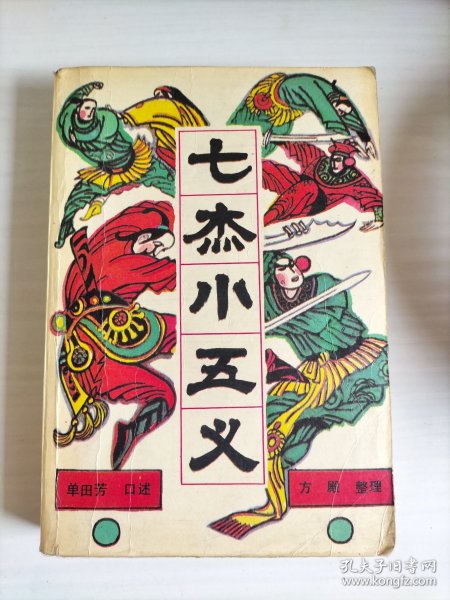 七杰小五义
单田芳 口述
方 整理
孔夫子旧书网
www.kongfz.com